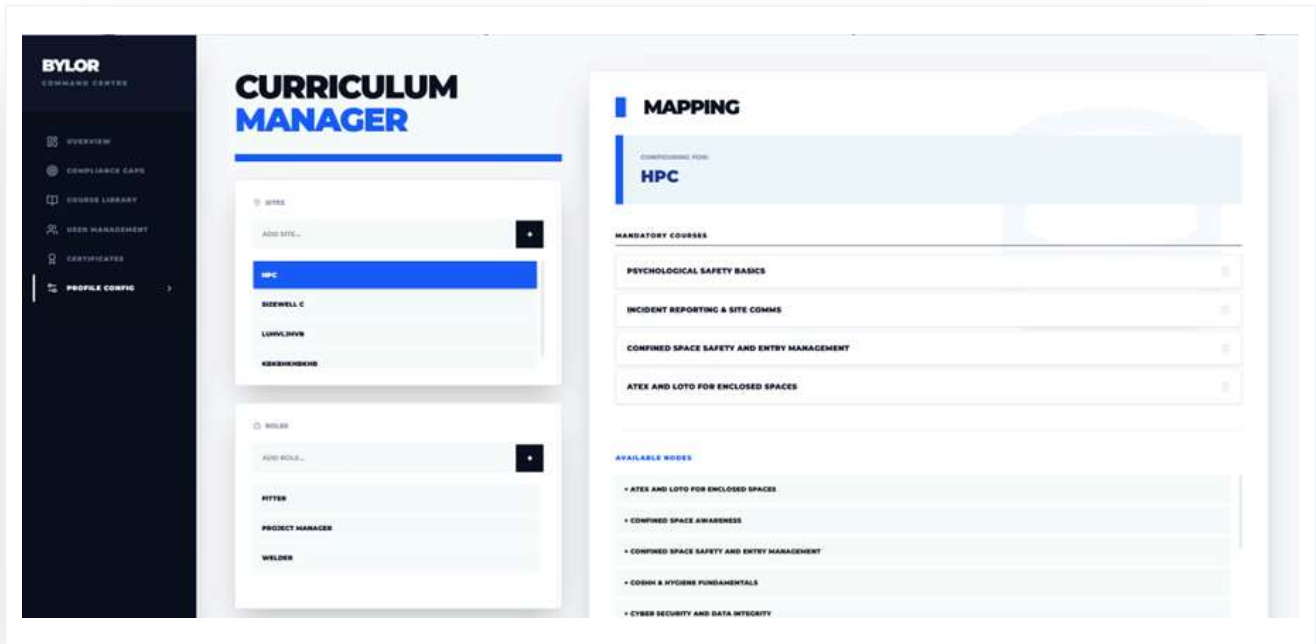 BYLOR
COMMAND CENTRE
OVERVIEW
COMPLIANCE CAPS
COURSE LIBRARY
USER MANAGEMENT
CERTIFICATES
PROFILE CONFIG
CURRICULUM
MANAGER
SITES
ADD SITE...
+
HPC
SIZEWELL C
ROLES
ADD ROLE...
+
FITTER
PROJECT MANAGER
WELDER
MAPPING
CONFIGURING FOR:
HPC
MANDATORY COURSES
PSYCHOLOGICAL SAFETY BASICS
INCIDENT REPORTING & SITE COMMS
CONFINED SPACE SAFETY AND ENTRY MANAGEMENT
ATEX AND LOTO FOR ENCLOSED SPACES
AVAILABLE NODES
+ ATEX AND LOTO FOR ENCLOSED SPACES
+ CONFINED SPACE AWARENESS
+ CONFINED SPACE SAFETY AND ENTRY MANAGEMENT
+ COSHH & HYGIENE FUNDAMENTALS
+ CYBER SECURITY AND DATA INTEGRITY